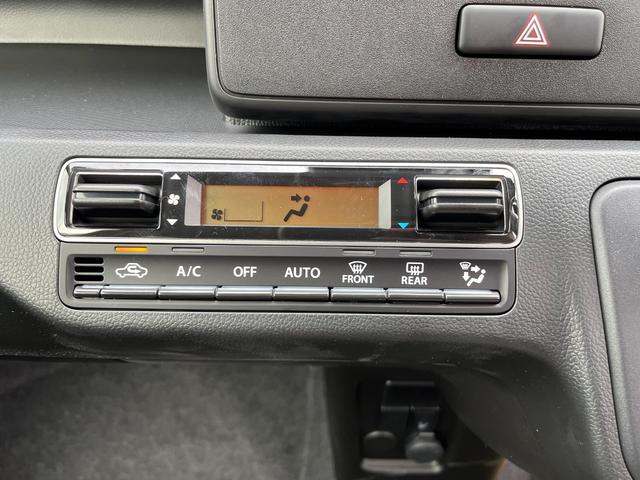 A/C OFF AUTO FRONT REAR